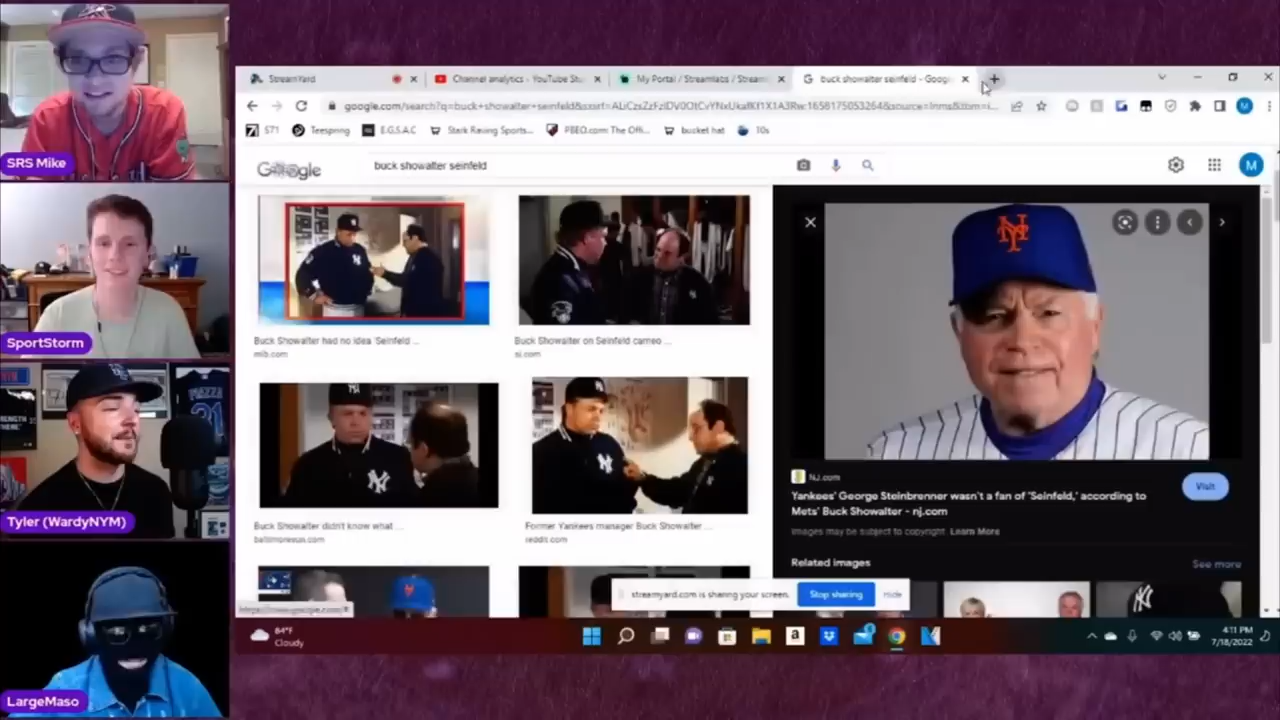 SRS Mike
SportStorm
PIAZZA
31
Tyler (WardyNYM)
LargeMaso
StreamYard
Channel analytics - YouTube Stu
My Portal / Streamlabs / Stream
buck showalter seinfeld - Goog
571
Teespring
E.G.S.A.C
Stark Raving Sports...
PBEO.com The Offi...
bucket hat
10s
Google
buck showalter seinfeld
M
Buck Showalter had no idea 'Seinfeld ...
mlb.com
Buck Showalter on Seinfeld cameo ...
si.com
Buck Showalter didn't know what ...
baltimoresun.com
Former Yankees manager Buck Showalter ...
reddit.com
NJ.com
Yankees' George Steinbrenner wasn't a fan of 'Seinfeld,' according to
Mets' Buck Showalter - nj.com
Visit
Images may be subject to copyright. Learn More
Related images
See more
streamyard.com is sharing your screen.
Stop sharing
Hide
84°F
Cloudy
4:11 PM
7/18/2022